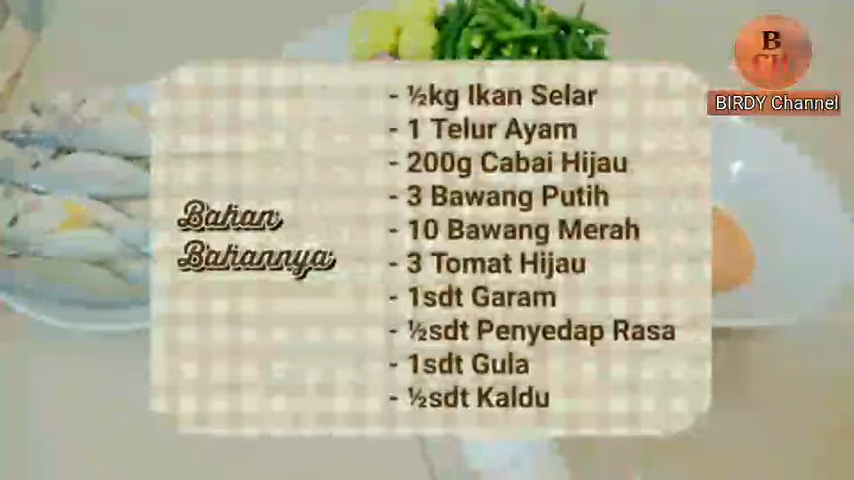 B
CH
BIRDY Channel
Bahan
Bahannya
- ½kg Ikan Selar
- 1 Telur Ayam
- 200g Cabai Hijau
- 3 Bawang Putih
- 10 Bawang Merah
- 3 Tomat Hijau
- 1sdt Garam
- ½sdt Penyedap Rasa
- 1sdt Gula
- ½sdt Kaldu